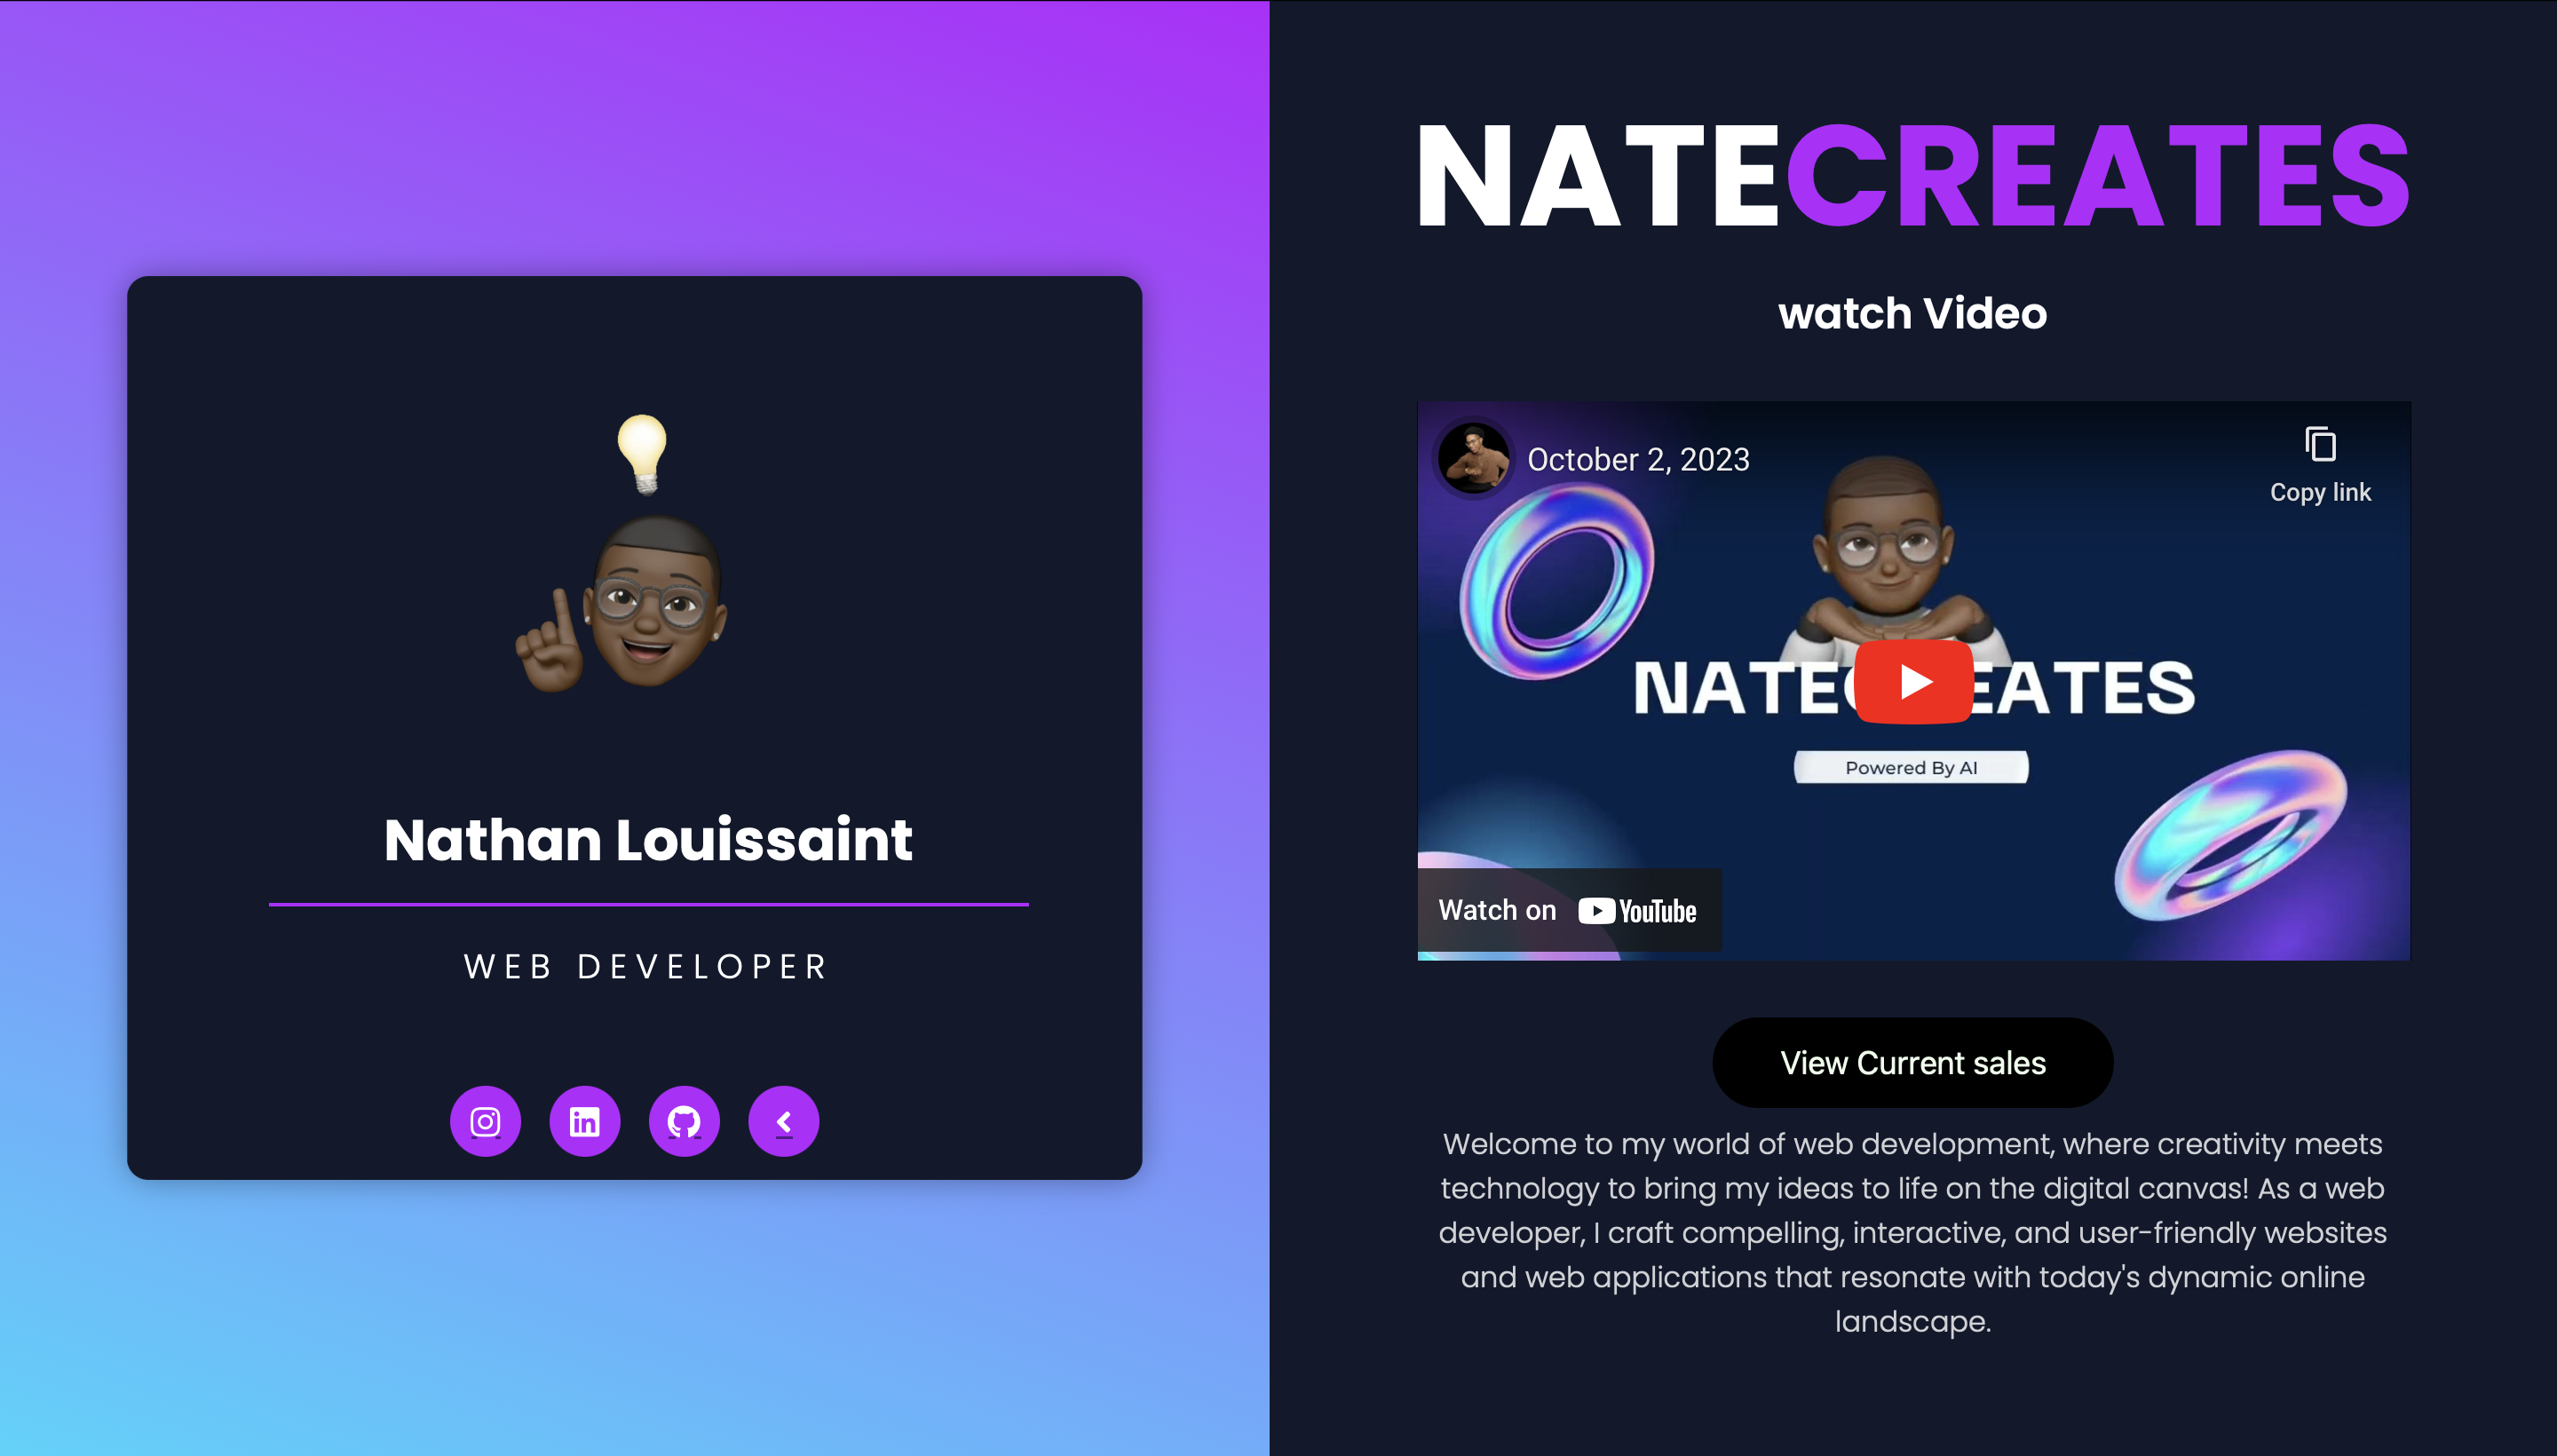 Nathan Louissaint
WEB DEVELOPER
in
NATECREATES
watch Video
October 2, 2023
Copy link
NATE EATES
Powered By AI
Watch on YouTube
View Current sales
Welcome to my world of web development, where creativity meets
technology to bring my ideas to life on the digital canvas! As a web
developer, I craft compelling, interactive, and user-friendly websites
and web applications that resonate with today's dynamic online
landscape.